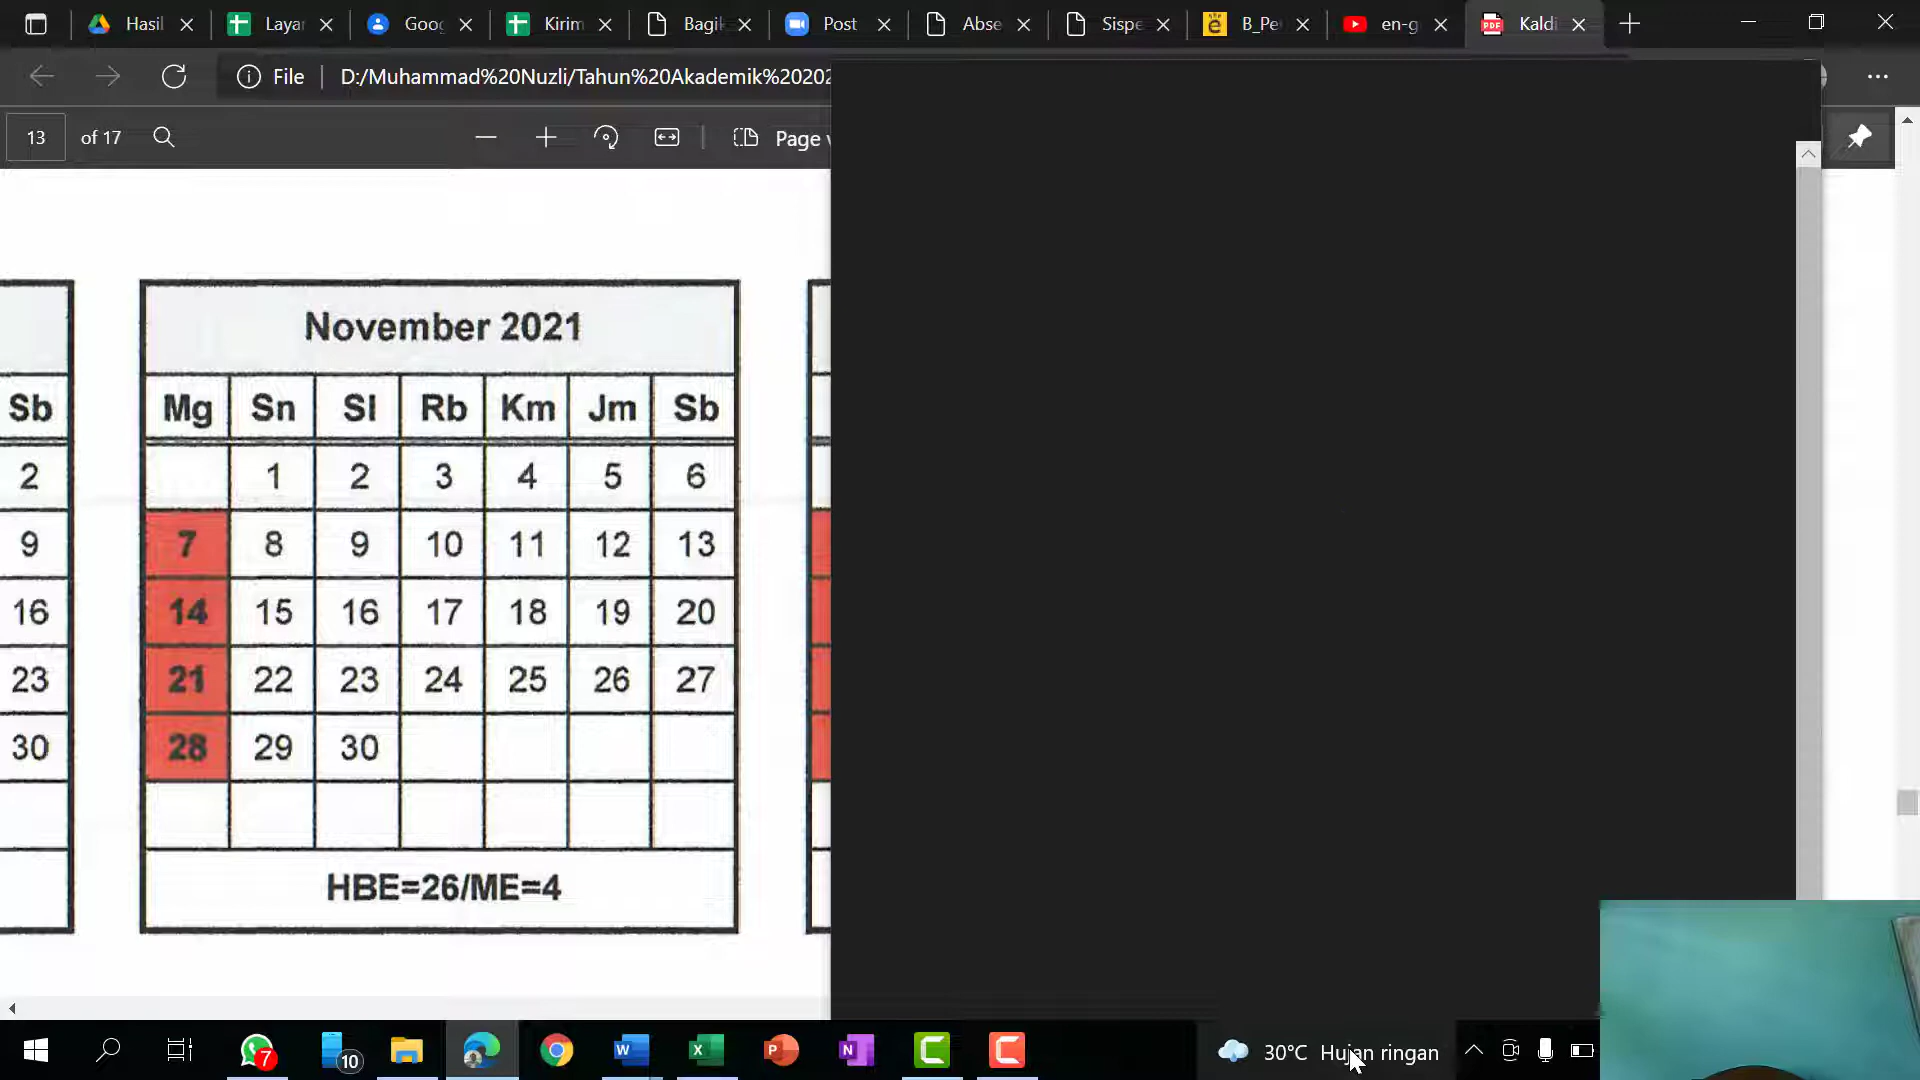 Hasil
Laya
Goog
Kirim
Bagik
Post
Abse
Sispe
B_Pe
en-g
Kaldi
File
D:/Muhammad%20Nuzli/Tahun%20Akademik%20202
13 of 17
Page v
November 2021
Sb Mg Sn Sl Rb Km Jm Sb
2 1 2 3 4 5 6
9 7 8 9 10 11 12 13
16 14 15 16 17 18 19 20
23 21 22 23 24 25 26 27
30 28 29 30
HBE=26/ME=4
7
10
30°C Hujan ringan